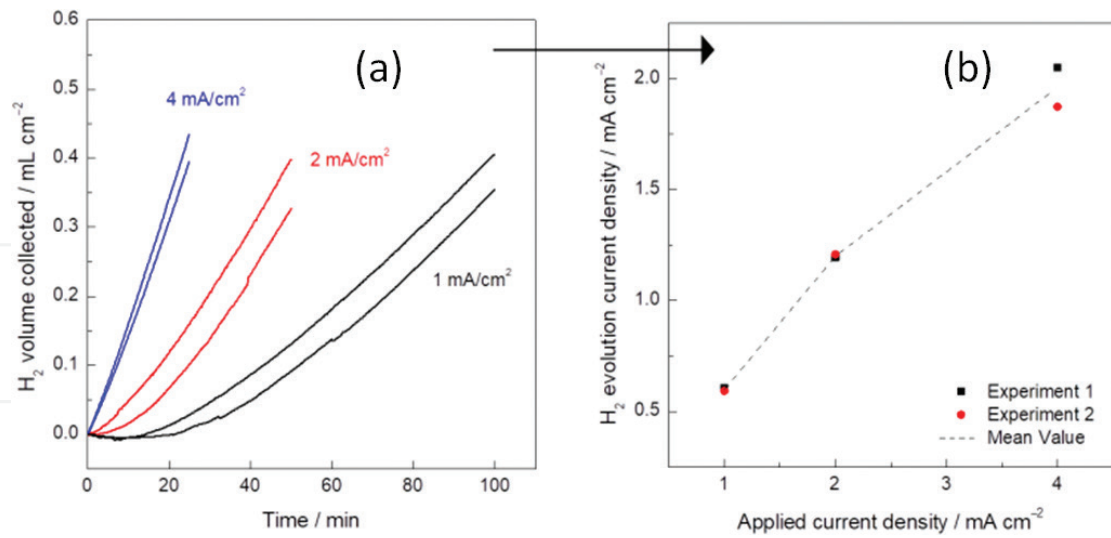 (a)
H₂ volume collected / mL cm⁻²
0.6
0.5
0.4
0.3
0.2
0.1
0.0
4 mA/cm²
2 mA/cm²
1 mA/cm²
0 20 40 60 80 100
Time / min
(b)
H₂ evolution current density / mA cm⁻²
2.0
1.5
1.0
0.5
Experiment 1
Experiment 2
Mean Value
1 2 3 4
Applied current density / mA cm⁻²